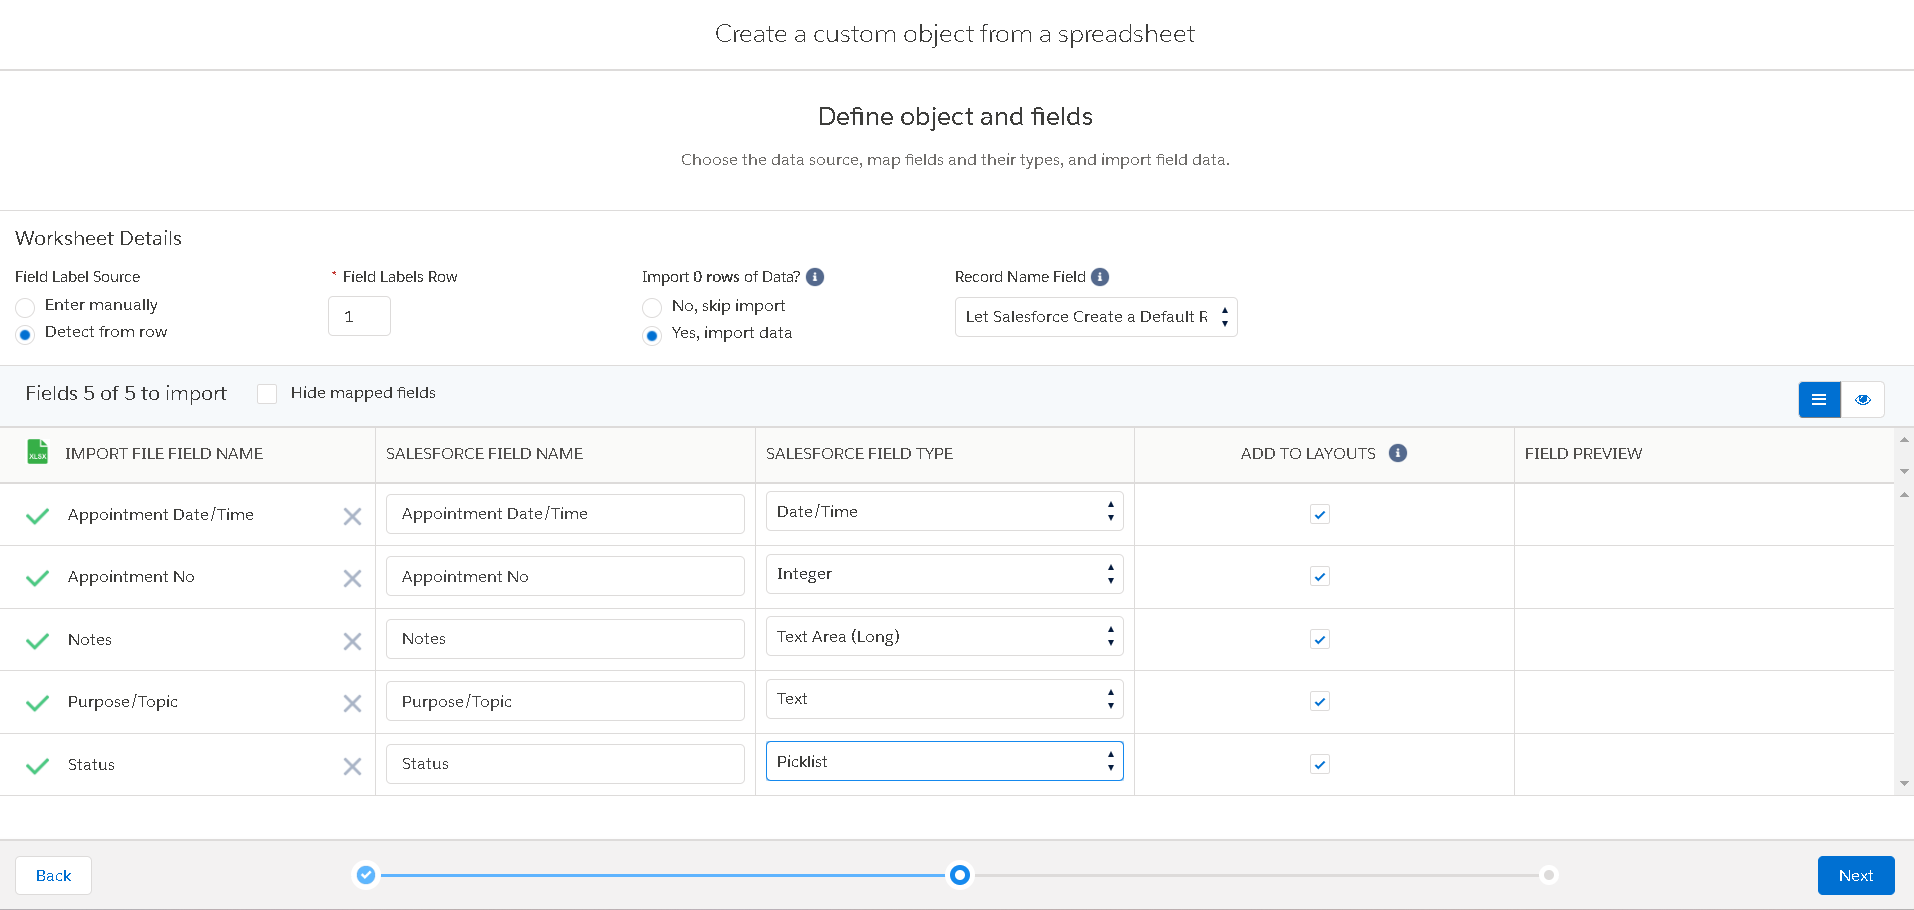 Create a custom object from a spreadsheet
Define object and fields
Choose the data source, map fields and their types, and import field data.
Worksheet Details
Field Label Source
Enter manually
Detect from row
* Field Labels Row
1
Import 0 rows of Data?
No, skip import
Yes, import data
Record Name Field
Let Salesforce Create a Default R
Fields 5 of 5 to import
Hide mapped fields
XLSX IMPORT FILE FIELD NAME SALESFORCE FIELD NAME SALESFORCE FIELD TYPE ADD TO LAYOUTS FIELD PREVIEW
Appointment Date/Time Appointment Date/Time Date/Time
Appointment No Appointment No Integer
Notes Notes Text Area (Long)
Purpose/Topic Purpose/Topic Text
Status Status Picklist
Back Next